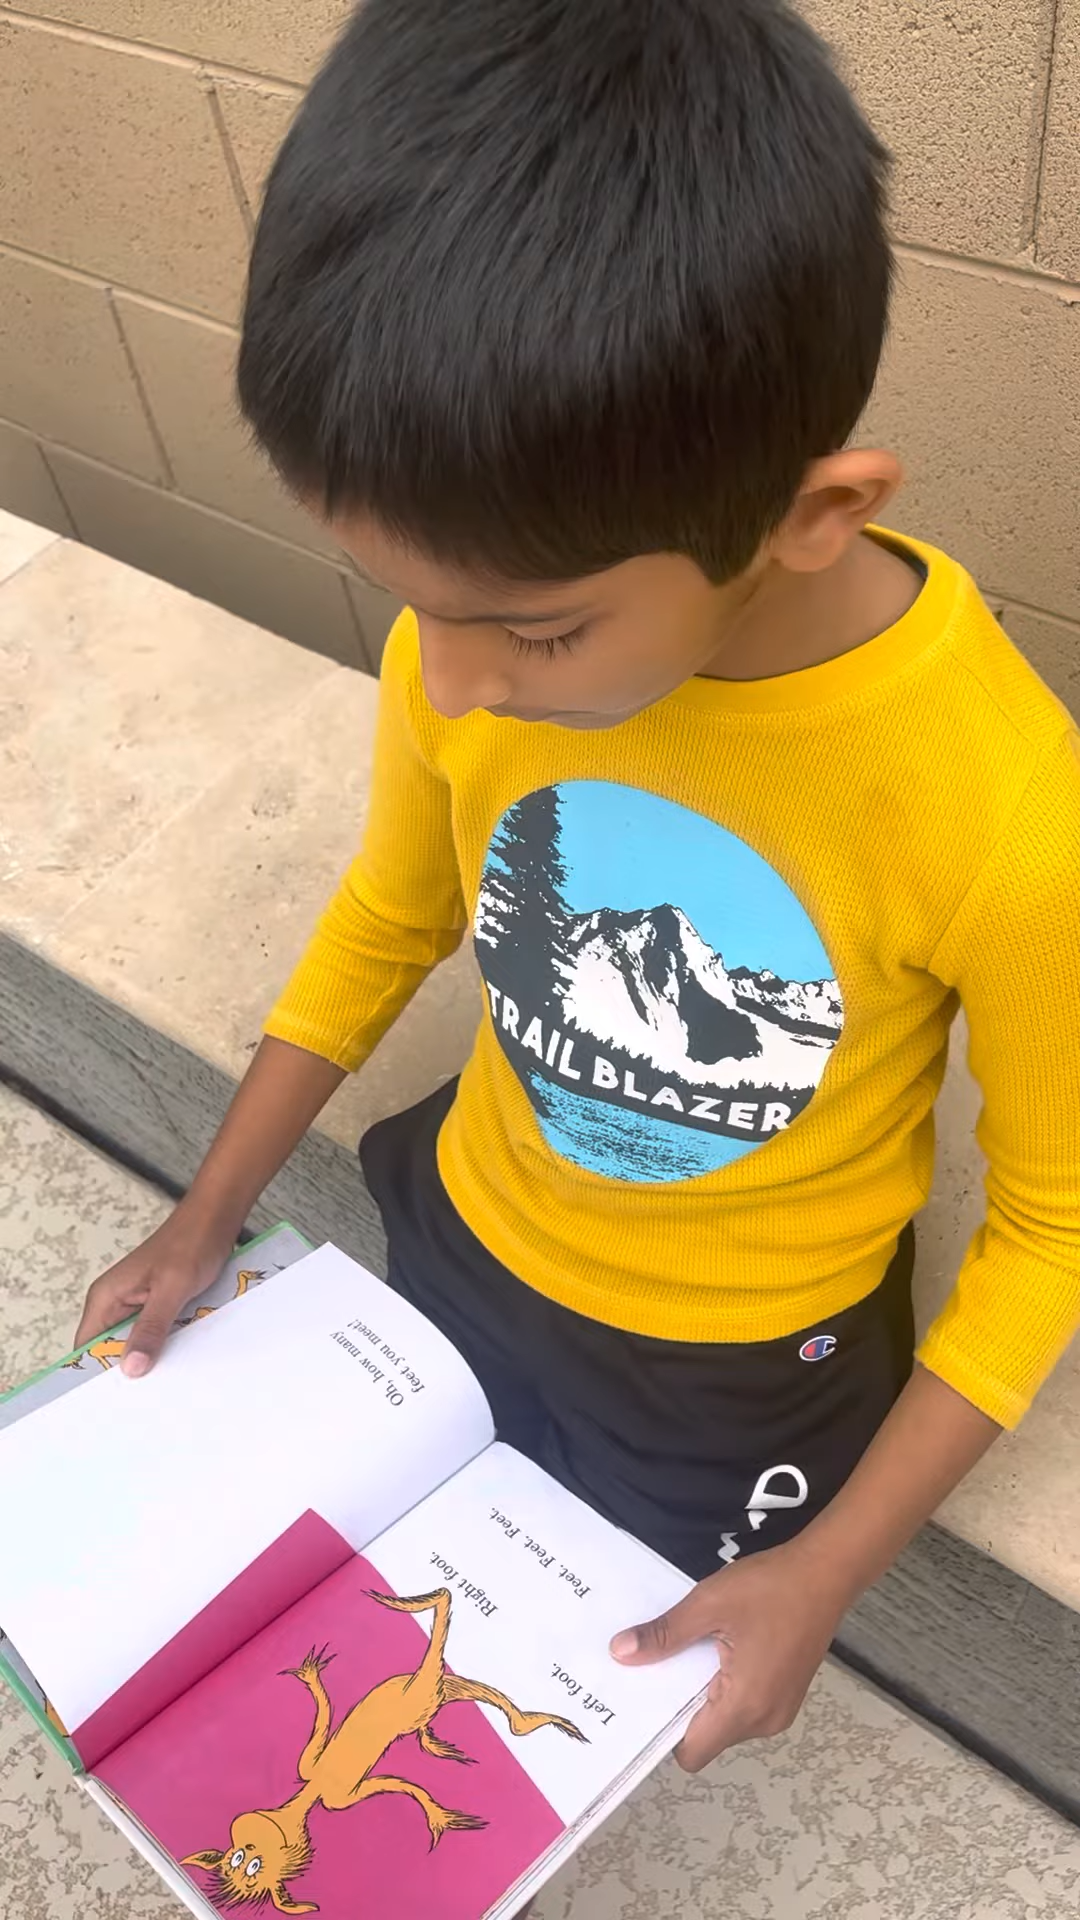 TRAIL BLAZER
Oh, how many
feet you meet!
Left foot.
Right foot.
Feet. Feet. Feet.